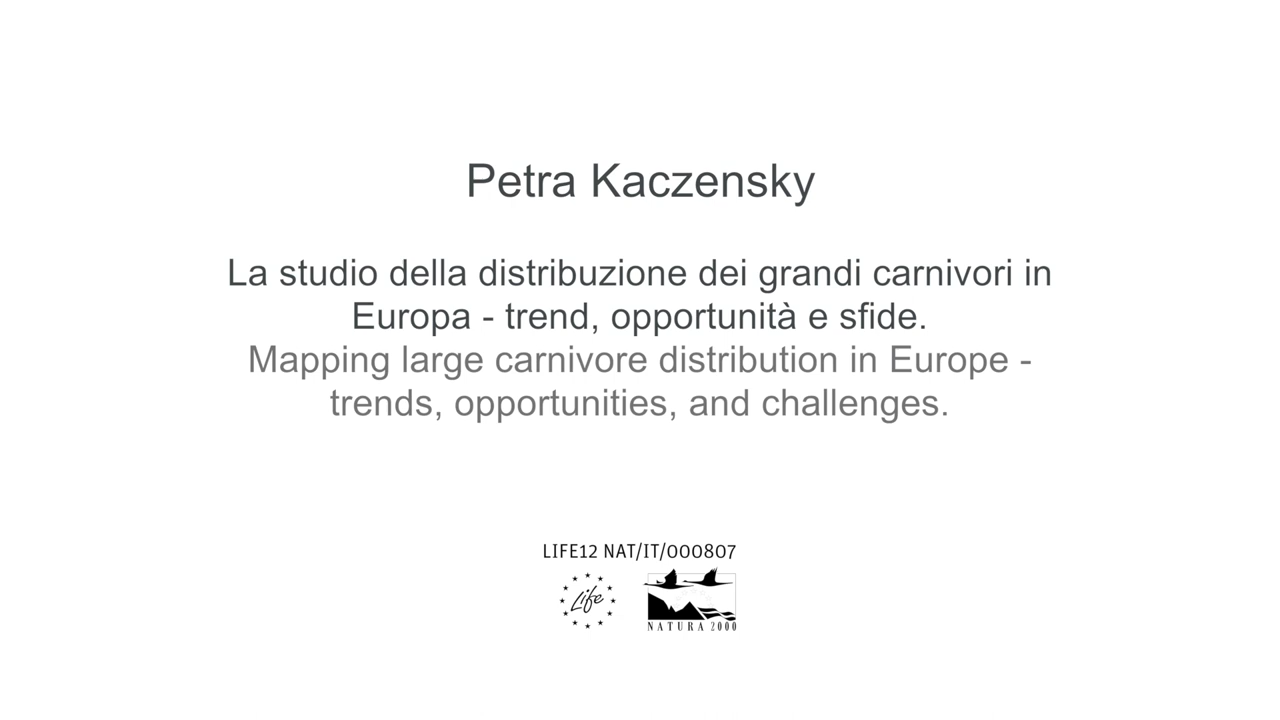 Petra Kaczensky
La studio della distribuzione dei grandi carnivori in
Europa - trend, opportunità e sfide.
Mapping large carnivore distribution in Europe -
trends, opportunities, and challenges.
LIFE12 NAT/IT/000807
Life
NATURA 2000